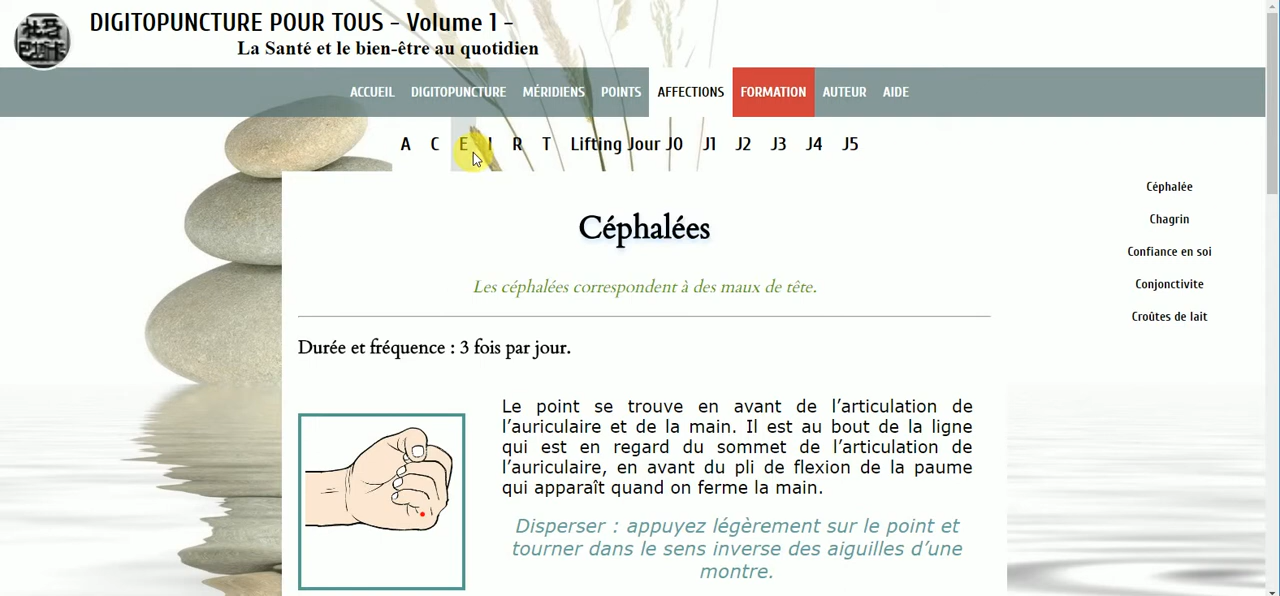 DIGITOPUNCTURE POUR TOUS - Volume 1 -
La Santé et le bien-être au quotidien
ACCUEIL DIGITOPUNCTURE MÉRIDIENS POINTS AFFECTIONS FORMATION AUTEUR AIDE
A C E I R T Lifting Jour J0 J1 J2 J3 J4 J5
Céphalée
Chagrin
Confiance en soi
Conjonctivite
Croûtes de lait
Céphalées
Les céphalées correspondent à des maux de tête.
Durée et fréquence : 3 fois par jour.
Le point se trouve en avant de l’articulation de
l’auriculaire et de la main. Il est au bout de la ligne
qui est en regard du sommet de l’articulation de
l’auriculaire, en avant du pli de flexion de la paume
qui apparaît quand on ferme la main.
Disperser : appuyez légèrement sur le point et
tourner dans le sens inverse des aiguilles d’une
montre.